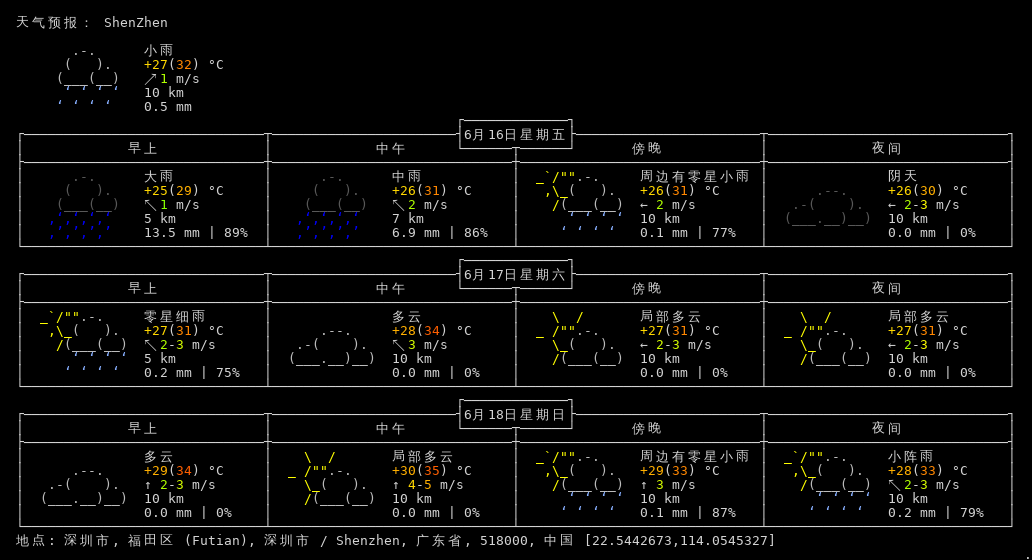 天气预报： ShenZhen
小雨
+27(32) °C
↗1 m/s
10 km
0.5 mm
6月16日星期五
早上 中午 傍晚 夜间
大雨 中雨 周边有零星小雨 阴天
+25(29) °C +26(31) °C +26(31) °C +26(30) °C
↖1 m/s ↖2 m/s ← 2 m/s ← 2-3 m/s
5 km 7 km 10 km 10 km
13.5 mm | 89% 6.9 mm | 86% 0.1 mm | 77% 0.0 mm | 0%
6月17日星期六
早上 中午 傍晚 夜间
零星细雨 多云 局部多云 局部多云
+27(31) °C +28(34) °C +27(31) °C +27(31) °C
↖2-3 m/s ↖3 m/s ← 2-3 m/s ← 2-3 m/s
5 km 10 km 10 km 10 km
0.2 mm | 75% 0.0 mm | 0% 0.0 mm | 0% 0.0 mm | 0%
6月18日星期日
早上 中午 傍晚 夜间
多云 局部多云 周边有零星小雨 小阵雨
+29(34) °C +30(35) °C +29(33) °C +28(33) °C
↑ 2-3 m/s ↑ 4-5 m/s ↑ 3 m/s ↖2-3 m/s
10 km 10 km 10 km 10 km
0.0 mm | 0% 0.0 mm | 0% 0.1 mm | 87% 0.2 mm | 79%
地点: 深圳市, 福田区 (Futian), 深圳市 / Shenzhen, 广东省, 518000, 中国 [22.5442673,114.0545327]